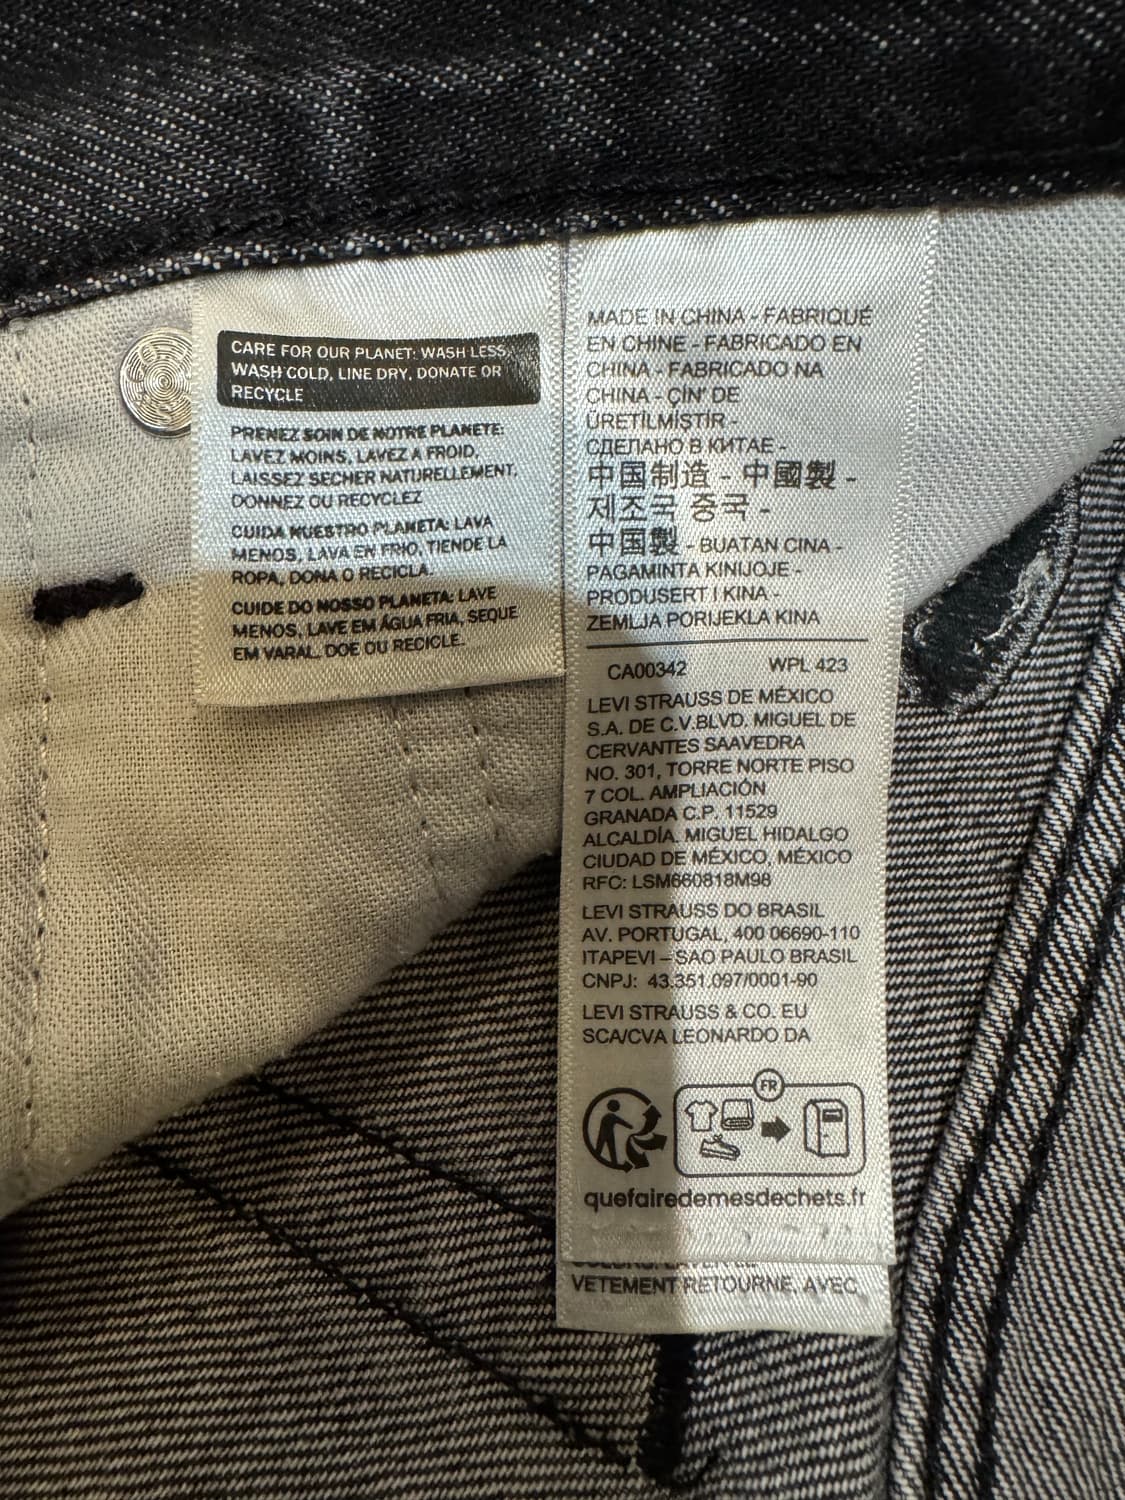 CARE FOR OUR PLANET: WASH LESS,
WASH COLD, LINE DRY, DONATE OR
RECYCLE
PRENEZ SOIN DE NOTRE PLANETE:
LAVEZ MOINS, LAVEZ A FROID,
LAISSEZ SECHER NATURELLEMENT.
DONNEZ OU RECYCLEZ
CUIDA NUESTRO PLANETA: LAVA
MENOS, LAVA EN FRIO, TIENDE LA
ROPA, DONA O RECICLA.
CUIDE DO NOSSO PLANETA: LAVE
MENOS, LAVE EM ÁGUA FRIA, SEQUE
EM VARAL, DOE OU RECICLE.
MADE IN CHINA - FABRIQUÉ
EN CHINE - FABRICADO EN
CHINA - FABRICADO NA
CHINA - ÇIN' DE
ÜRETİLMİŞTİR -
СДЕЛАНО В КИТАЕ -
中国制造 - 中國製 -
제조국 중국 -
中国製 - BUATAN CINA -
PAGAMINTA KINIJOJE -
PRODUSERT I KINA -
ZEMLJA PORIJEKLA KINA
CA00342 WPL 423
LEVI STRAUSS DE MÉXICO
S.A. DE C.V.BLVD. MIGUEL DE
CERVANTES SAAVEDRA
NO. 301, TORRE NORTE PISO
7 COL. AMPLIACIÓN
GRANADA C.P. 11529
ALCALDÍA. MIGUEL HIDALGO
CIUDAD DE MÉXICO, MÉXICO
RFC: LSM660818M98
LEVI STRAUSS DO BRASIL
AV. PORTUGAL, 400 06690-110
ITAPEVI – SAO PAULO BRASIL
CNPJ: 43.351.097/0001-90
LEVI STRAUSS & CO. EU
SCA/CVA LEONARDO DA
FR
quefairedemesdechets.fr
VETEMENT RETOURNE, AVEC